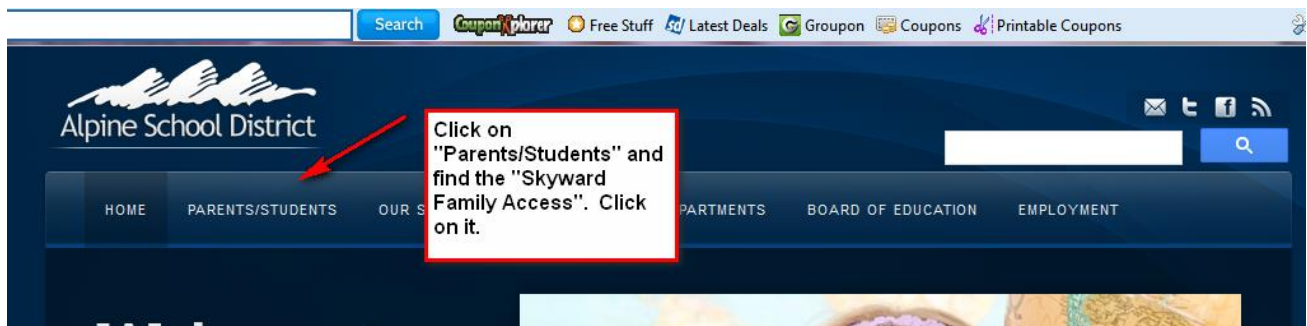 Search CouponXplorer Free Stuff Latest Deals Groupon Coupons Printable Coupons
Alpine School District
Click on
"Parents/Students" and
find the "Skyward
Family Access". Click
on it.
HOME PARENTS/STUDENTS OUR BOARD OF EDUCATION EMPLOYMENT